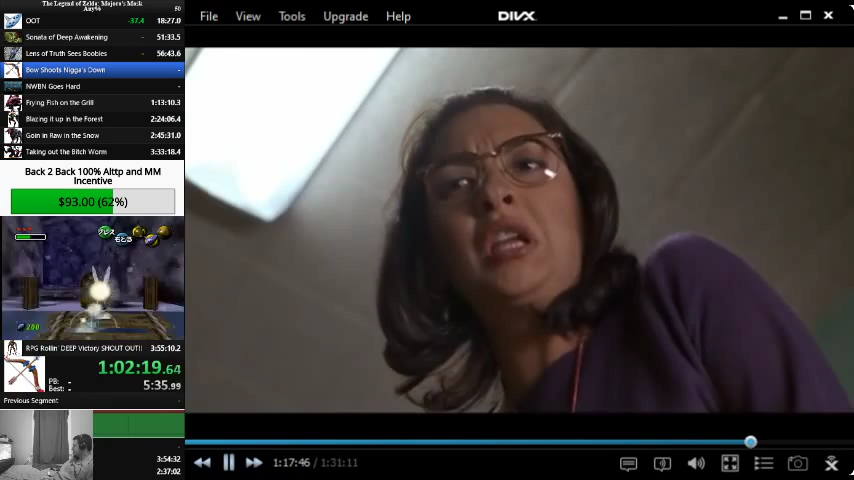 The Legend of Zelda: Majora's Mask
Any% 50
OOT -37.4 18:27.0
Sonata of Deep Awakening - 51:33.5
Lens of Truth Sees Boobies - 56:43.6
Bow Shoots Nigga's Down -
NWBN Goes Hard -
Frying Fish on the Grill 1:13:10.3
Blazing it up in the Forest 2:24:06.4
Goin in Raw in the Snow 2:45:31.0
Taking out the Bitch Worm 3:33:18.4
Back 2 Back 100% Alttp and MM
Incentive
$93.00 (62%)
200
RPG Rollin' DEEP Victory SHOUT OUT!! 3:55:10.2
1:02:19.64
PB: -
Best: -
5:35.99
Previous Segment -
-
3:54:32
2:37:02
File View Tools Upgrade Help
DIVX
1:17:46 / 1:31:11